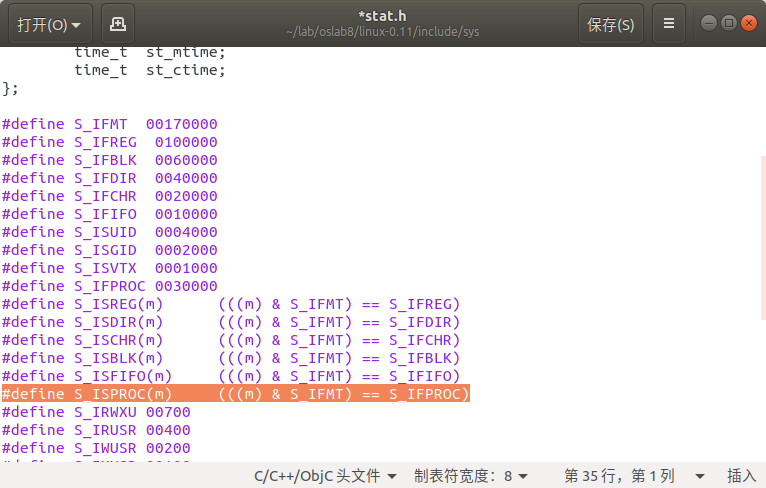 打开(O)
*stat.h
~/lab/oslab8/linux-0.11/include/sys
保存(S)
time_t  st_mtime;
time_t  st_ctime;
};
#define S_IFMT  00170000
#define S_IFREG  0100000
#define S_IFBLK  0060000
#define S_IFDIR  0040000
#define S_IFCHR  0020000
#define S_IFIFO  0010000
#define S_ISUID  0004000
#define S_ISGID  0002000
#define S_ISVTX  0001000
#define S_IFPROC 0030000
#define S_ISREG(m)      (((m) & S_IFMT) == S_IFREG)
#define S_ISDIR(m)      (((m) & S_IFMT) == S_IFDIR)
#define S_ISCHR(m)      (((m) & S_IFMT) == S_IFCHR)
#define S_ISBLK(m)      (((m) & S_IFMT) == S_IFBLK)
#define S_ISFIFO(m)     (((m) & S_IFMT) == S_IFIFO)
#define S_ISPROC(m)     (((m) & S_IFMT) == S_IFPROC)
#define S_IRWXU 00700
#define S_IRUSR 00400
#define S_IWUSR 00200
C/C++/ObjC 头文件 制表符宽度：8 第 35 行，第 1 列 插入